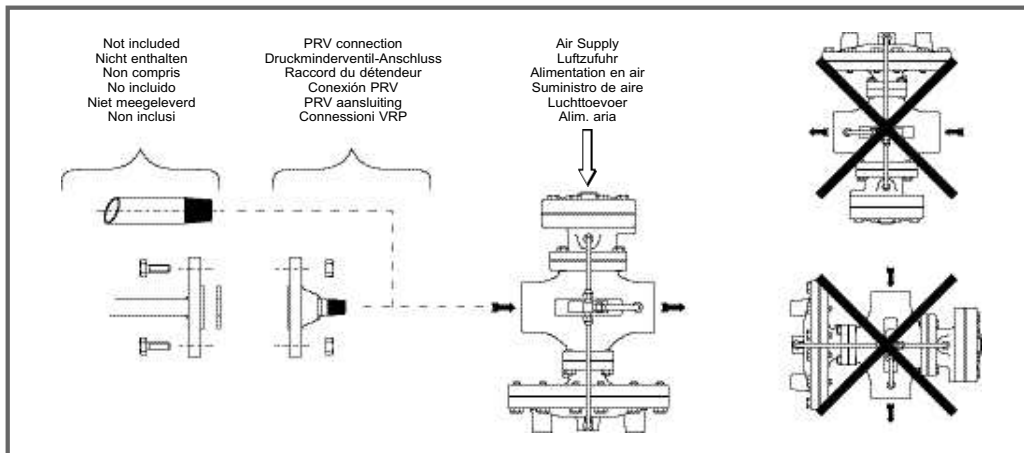 Not included
Nicht enthalten
Non compris
No incluido
Niet meegeleverd
Non inclusi
PRV connection
Druckminderventil-Anschluss
Raccord du détendeur
Conexión PRV
PRV aansluiting
Connessioni VRP
Air Supply
Luftzufuhr
Alimentation en air
Suministro de aire
Luchttoevoer
Alim. aria